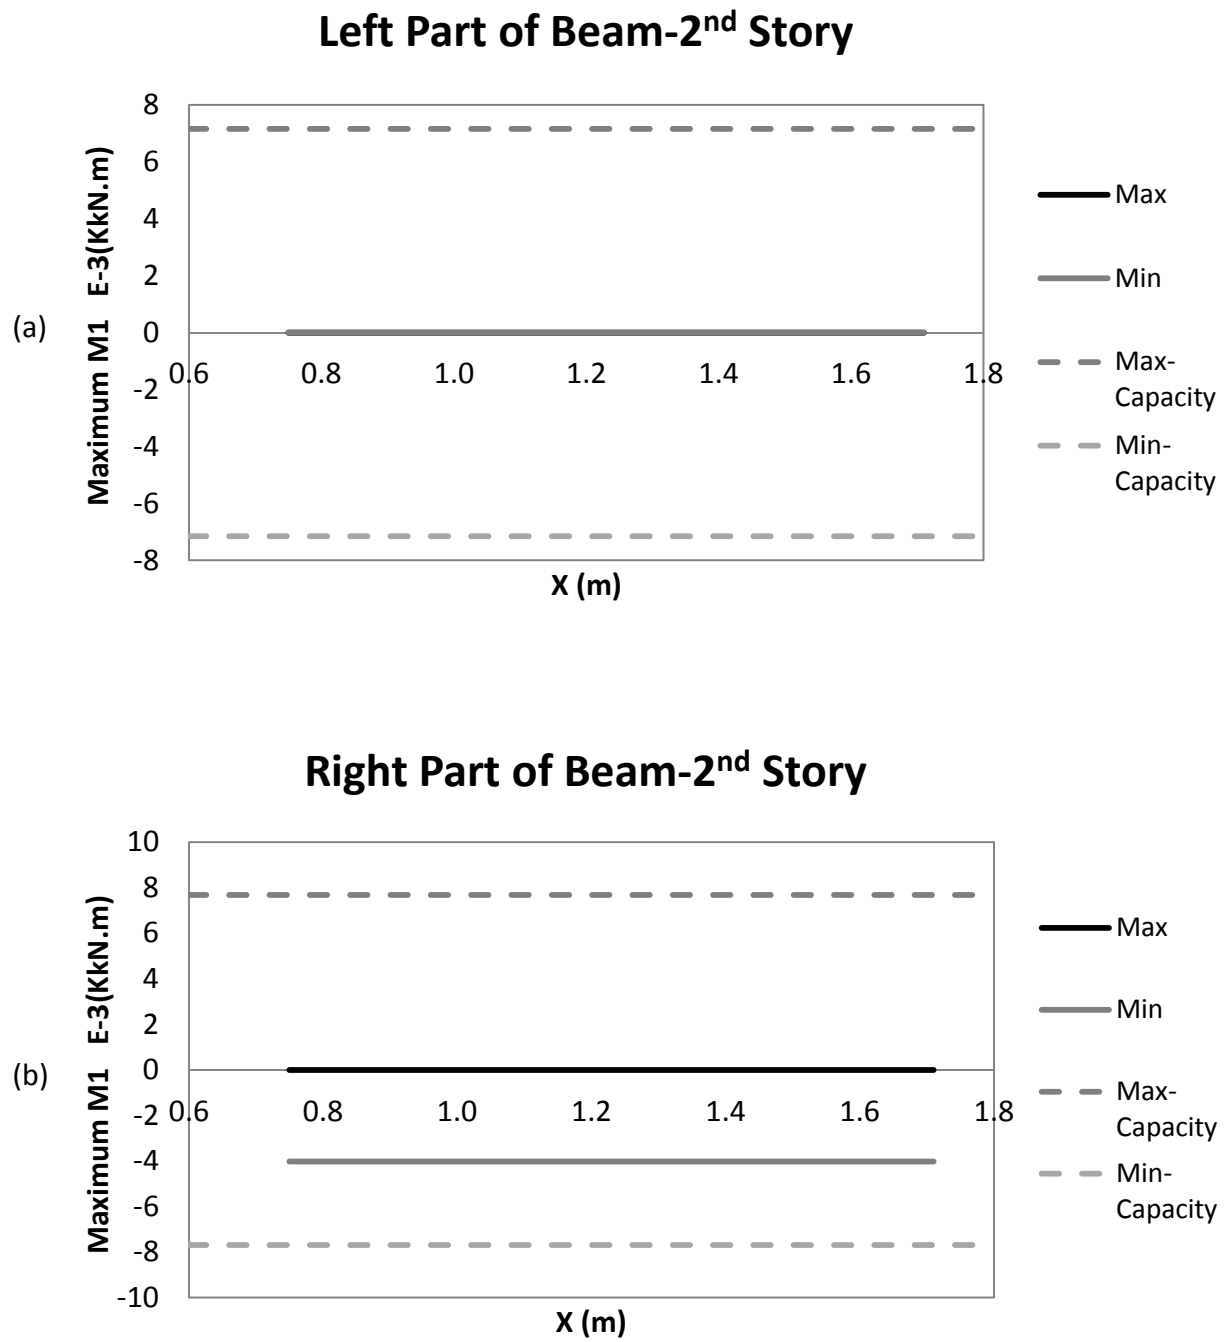 Left Part of Beam-2nd Story
(a)
Maximum M1 E-3(KkN.m)
8
6
4
2
0
-2
-4
-6
-8
0.6 0.8 1.0 1.2 1.4 1.6 1.8
X (m)
Max
Min
Max-
Capacity
Min-
Capacity
Right Part of Beam-2nd Story
(b)
Maximum M1 E-3(KkN.m)
10
8
6
4
2
0
-2
-4
-6
-8
-10
0.6 0.8 1.0 1.2 1.4 1.6 1.8
X (m)
Max
Min
Max-
Capacity
Min-
Capacity